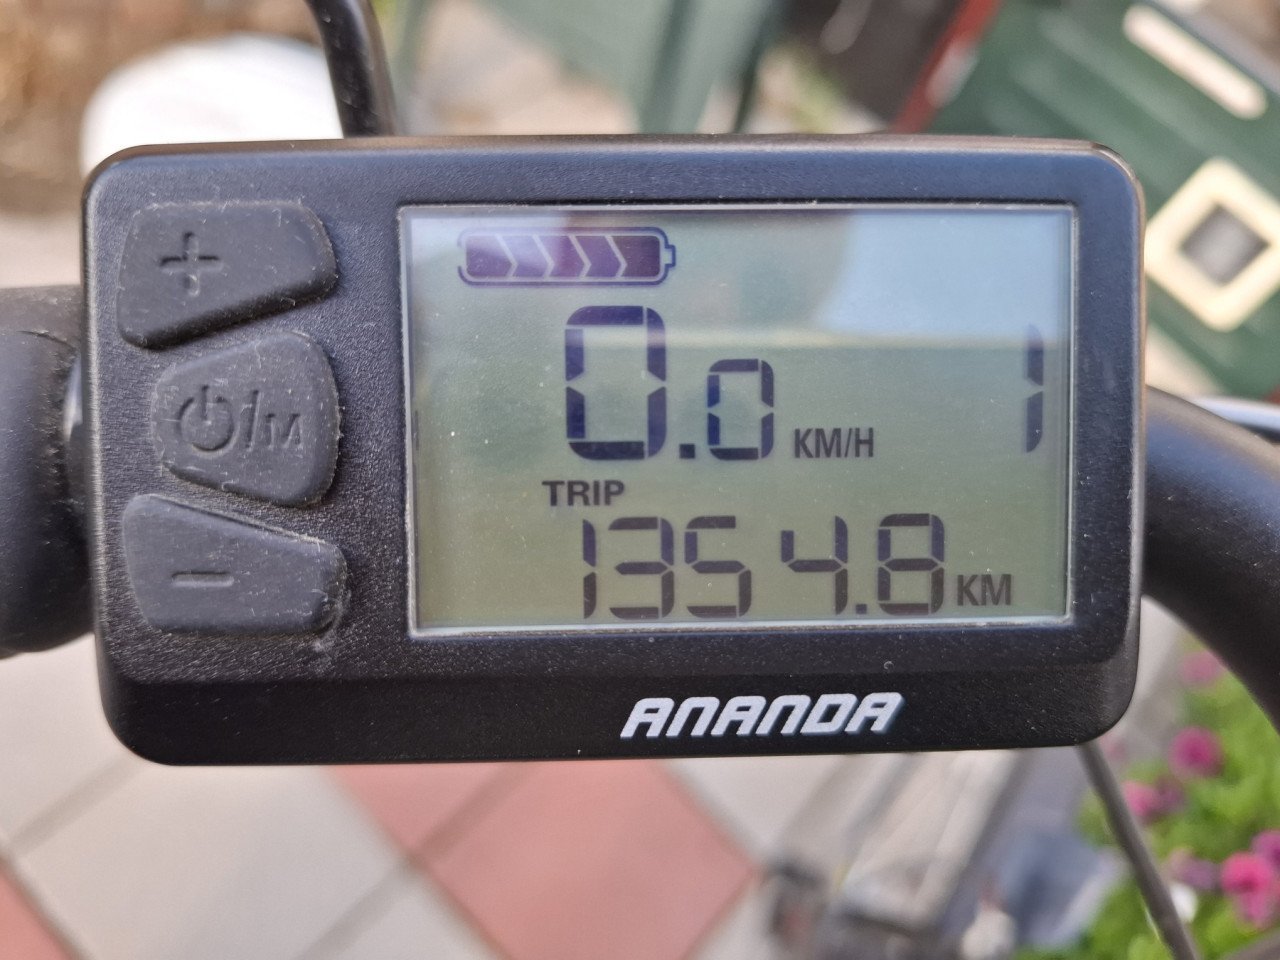 +
0.0 KM/H 1
/M
TRIP
1354.8 KM
−
ANANDA